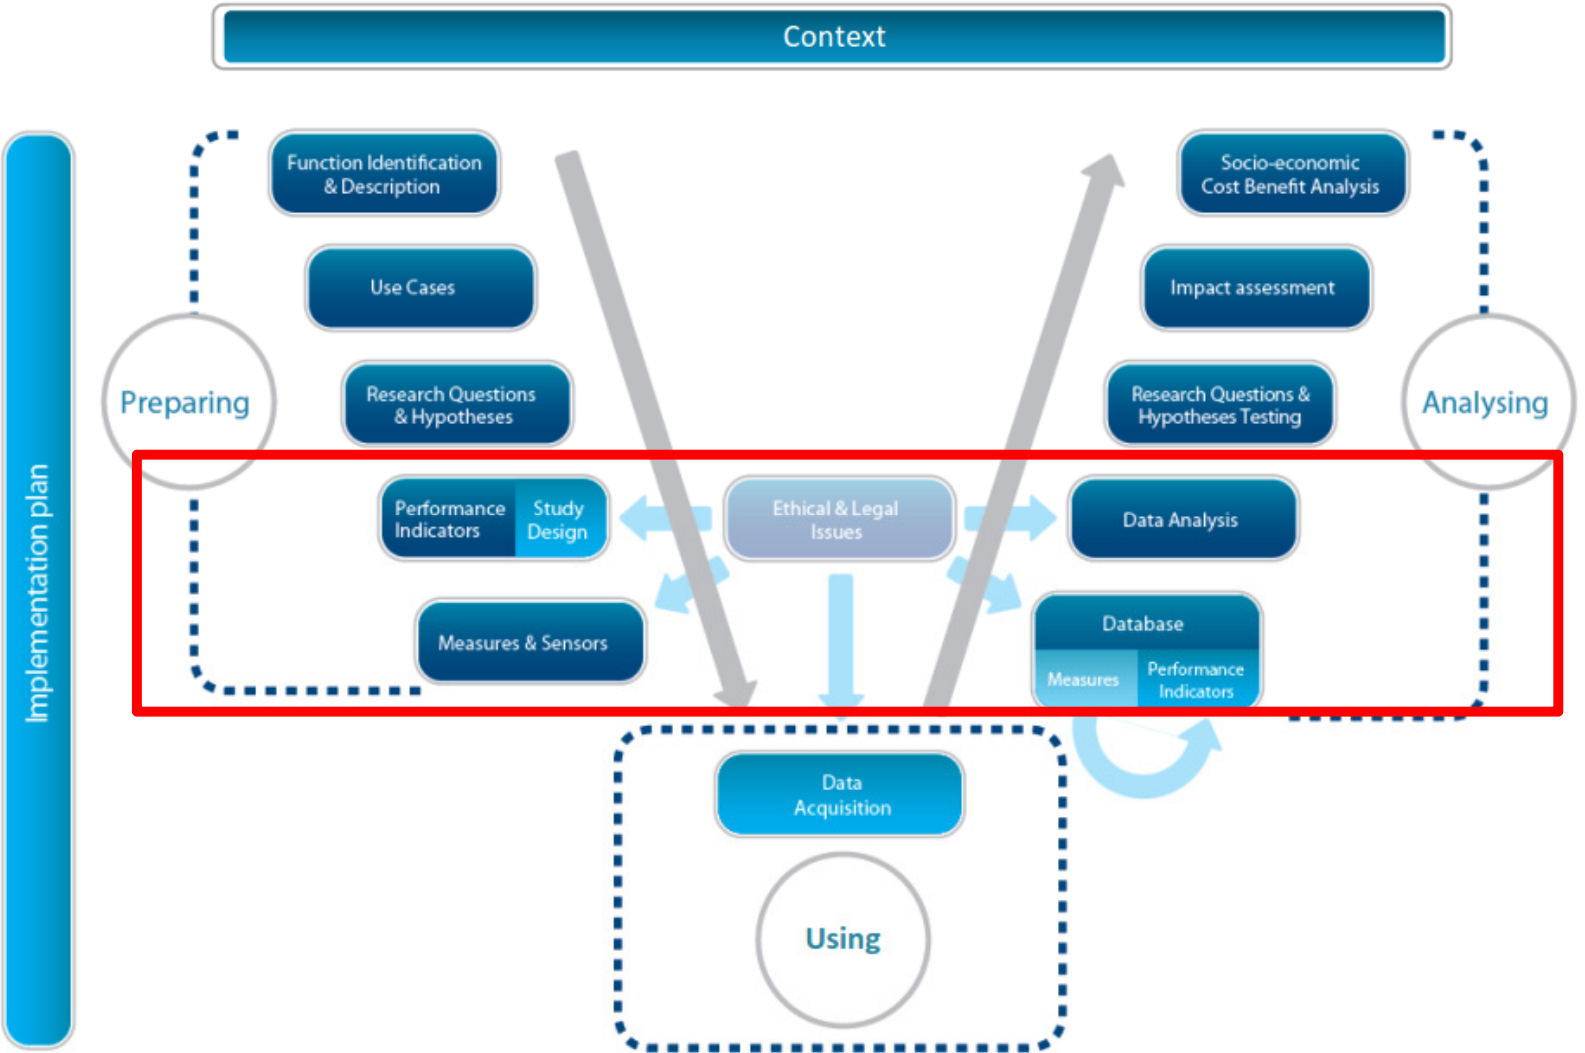 Context
Implementation plan
Preparing
Function Identification
& Description
Use Cases
Research Questions
& Hypotheses
Performance
Indicators
Study
Design
Measures & Sensors
Ethical & Legal
Issues
Data
Acquisition
Using
Socio-economic
Cost Benefit Analysis
Impact assessment
Research Questions &
Hypotheses Testing
Data Analysis
Database
Measures
Performance
Indicators
Analysing